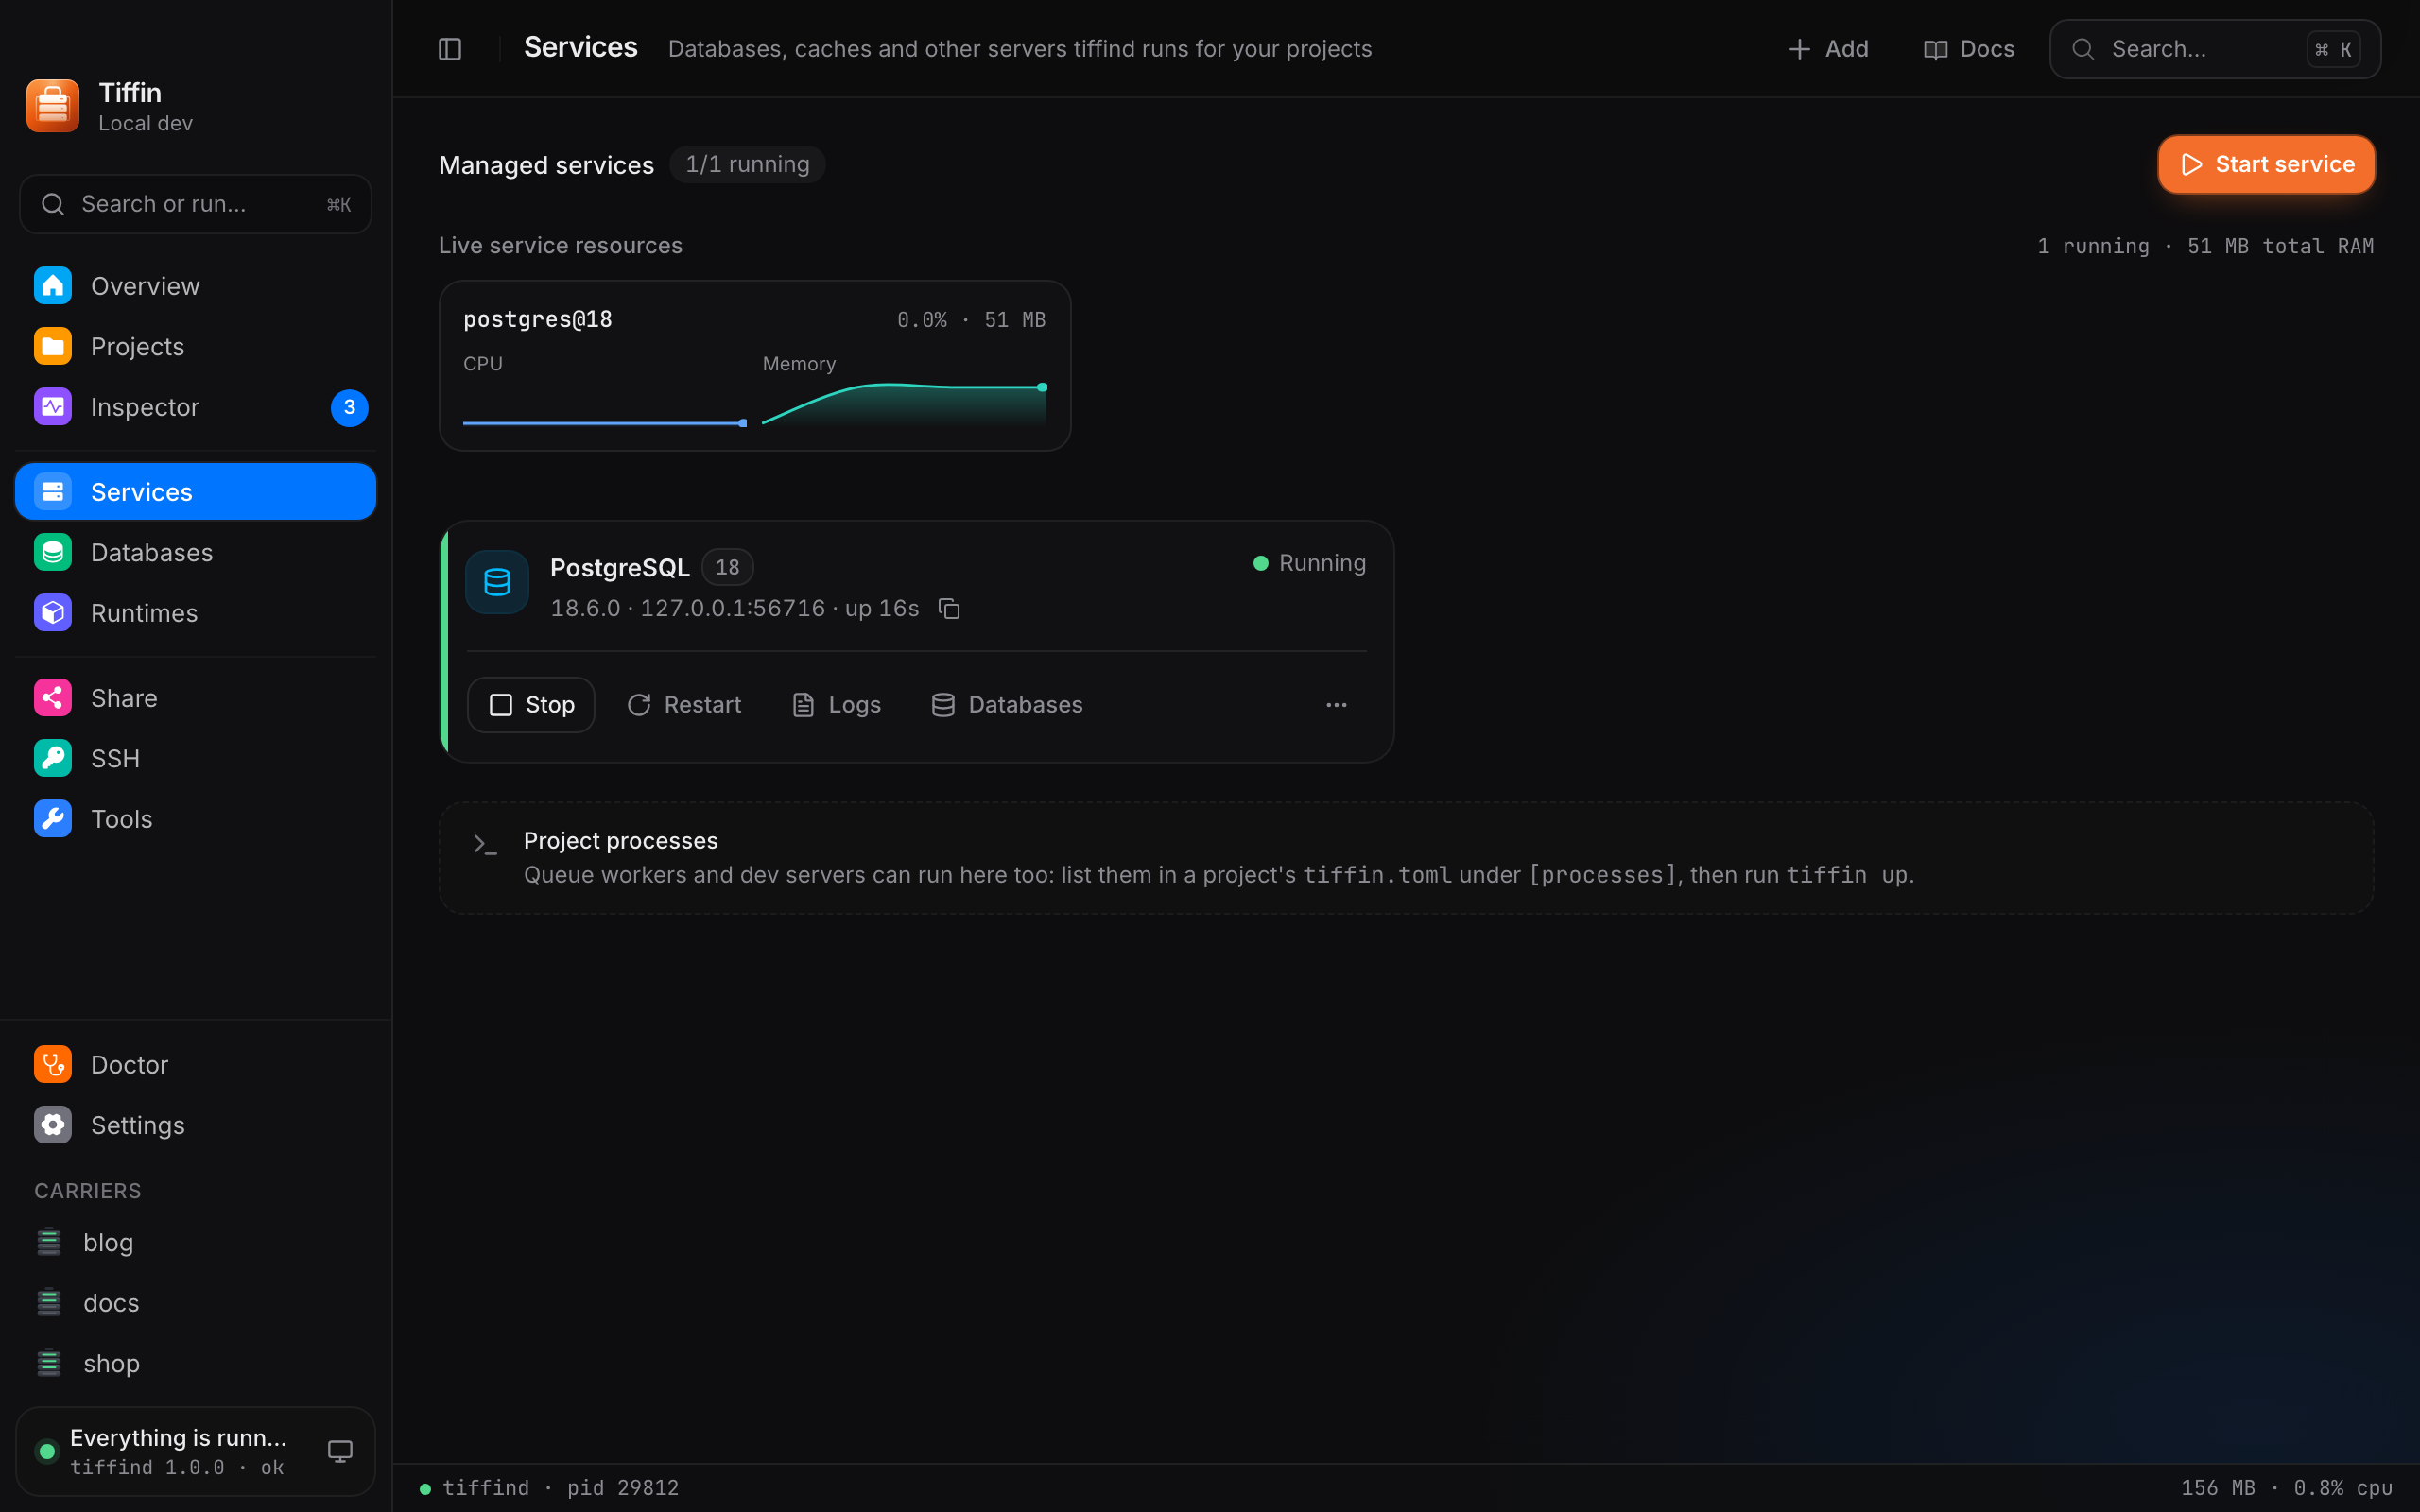 Tiffin
Local dev
Search or run... ⌘K
Overview
Projects
Inspector 3
Services
Databases
Runtimes
Share
SSH
Tools
Doctor
Settings
CARRIERS
blog
docs
shop
Everything is runn...
tiffind 1.0.0 · ok
Services Databases, caches and other servers tiffind runs for your projects
Add Docs Search... ⌘ K
Managed services 1/1 running
Start service
Live service resources 1 running · 51 MB total RAM
postgres@18 0.0% · 51 MB
CPU Memory
PostgreSQL 18 Running
18.6.0 · 127.0.0.1:56716 · up 16s
Stop Restart Logs Databases
Project processes
Queue workers and dev servers can run here too: list them in a project's tiffin.toml under [processes], then run tiffin up.
tiffind · pid 29812 156 MB · 0.8% cpu